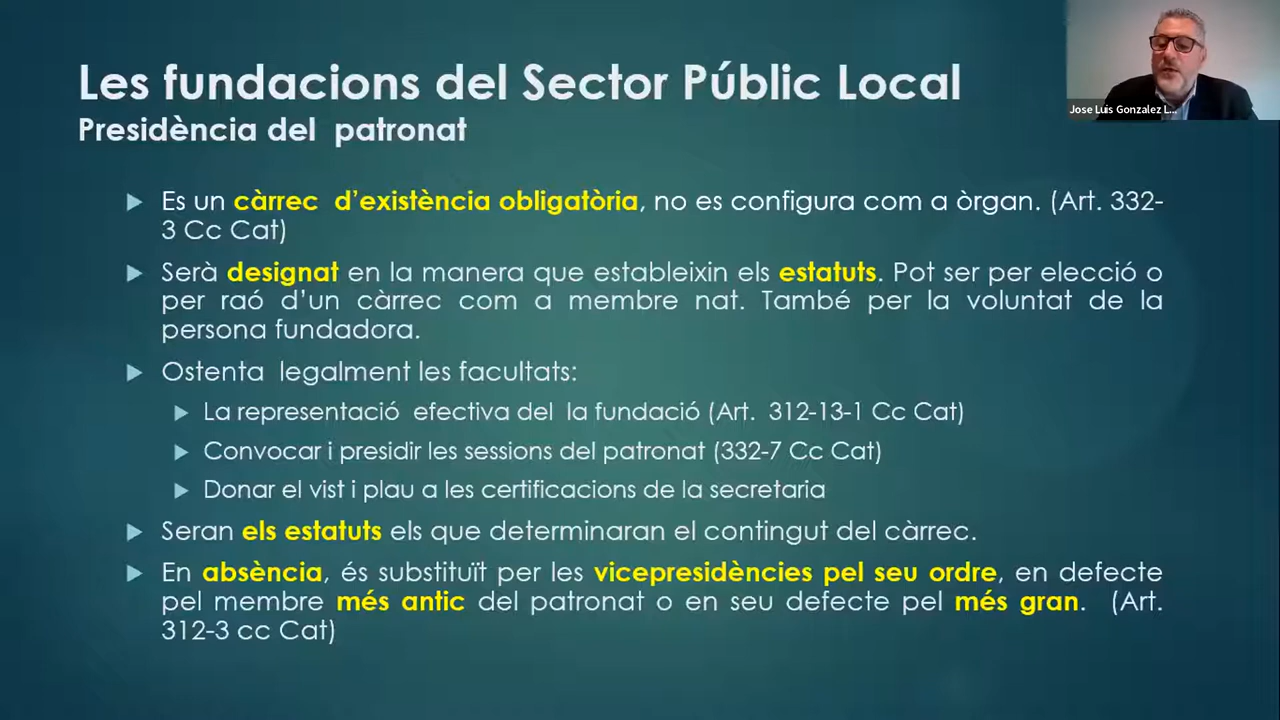 Les fundacions del Sector Públic Local
Presidència del patronat
Jose Luis Gonzalez L...
Es un càrrec d'existència obligatòria, no es configura com a òrgan. (Art. 332-
3 Cc Cat)
Serà designat en la manera que estableixin els estatuts. Pot ser per elecció o
per raó d'un càrrec com a membre nat. També per la voluntat de la
persona fundadora.
Ostenta legalment les facultats:
La representació efectiva del la fundació (Art. 312-13-1 Cc Cat)
Convocar i presidir les sessions del patronat (332-7 Cc Cat)
Donar el vist i plau a les certificacions de la secretaria
Seran els estatuts els que determinaran el contingut del càrrec.
En absència, és substituït per les vicepresidències pel seu ordre, en defecte
pel membre més antic del patronat o en seu defecte pel més gran. (Art.
312-3 cc Cat)